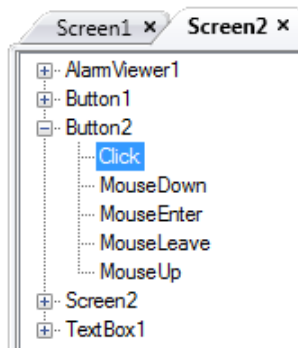 Screen1 × Screen2 ×
AlarmViewer1
Button1
Button2
Click
MouseDown
MouseEnter
MouseLeave
MouseUp
Screen2
TextBox1